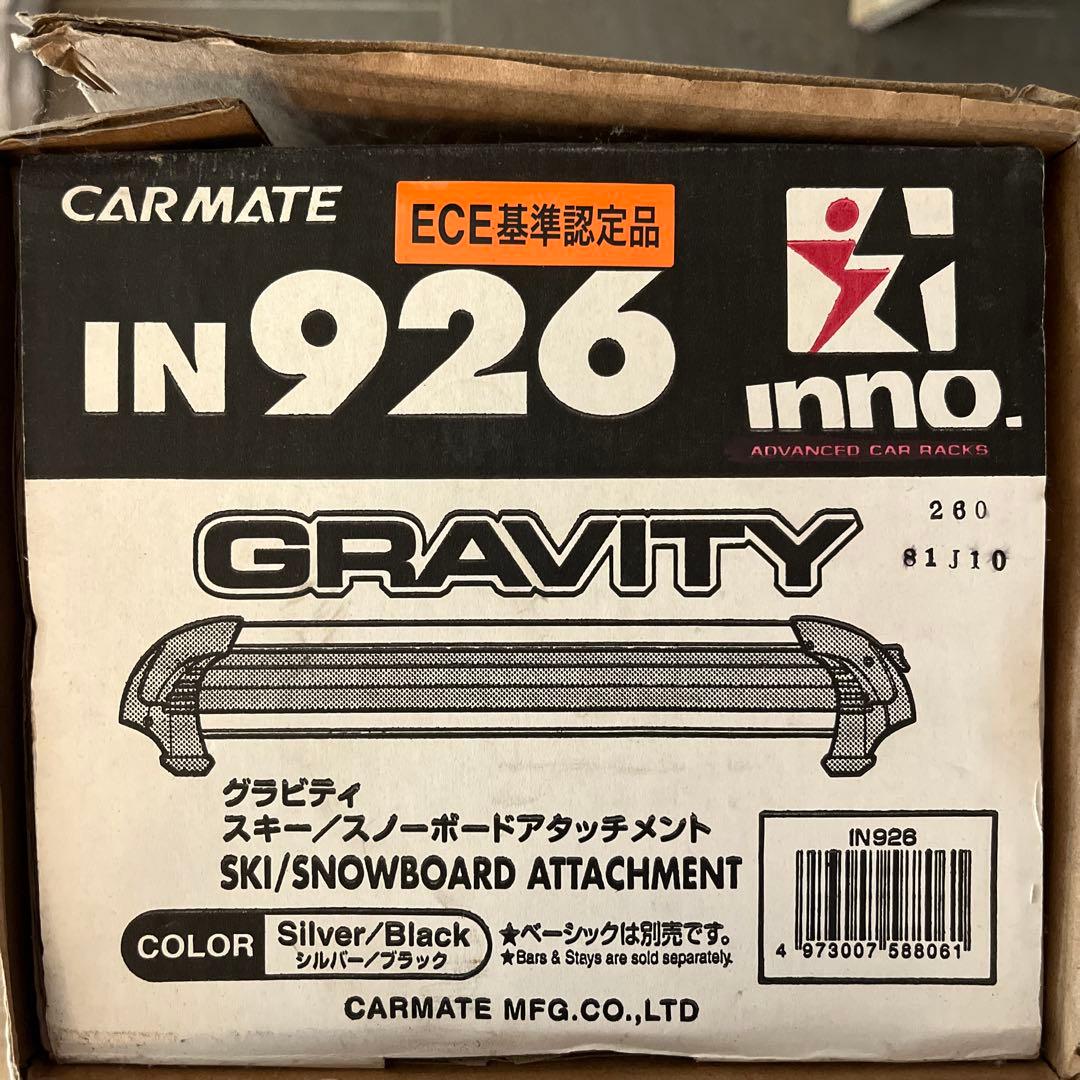 CARMATE
ECE基準認定品
IN926
INNO.
ADVANCED CAR RACKS
GRAVITY
260
81J10
グラビティ
スキー/スノーボードアタッチメント
SKI/SNOWBOARD ATTACHMENT
COLOR
Silver/Black
シルバー/ブラック
★ベーシックは別売です。
★Bars & Stays are sold separately.
IN926
4 973007 588061
CARMATE MFG.CO.,LTD